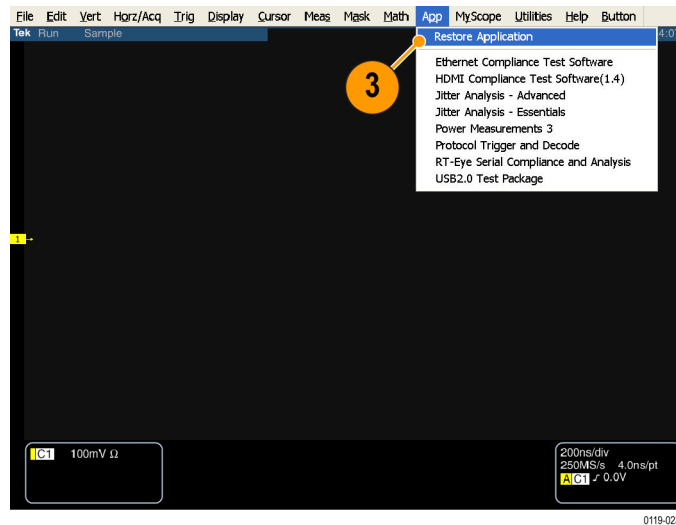 File Edit Vert Horz/Acq Trig Display Cursor Meas Mask Math App MyScope Utilities Help Button
Tek Run Sample
Restore Application
3
Ethernet Compliance Test Software
HDMI Compliance Test Software(1.4)
Jitter Analysis - Advanced
Jitter Analysis - Essentials
Power Measurements 3
Protocol Trigger and Decode
RT-Eye Serial Compliance and Analysis
USB2.0 Test Package
1
C1 100mV Ω
200ns/div
250MS/s 4.0ns/pt
A C1 0.0V